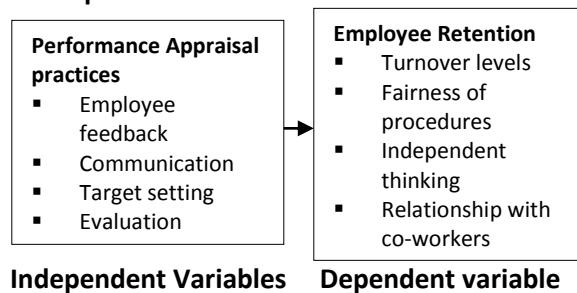 Performance Appraisal
practices
▪ Employee
feedback
▪ Communication
▪ Target setting
▪ Evaluation
Employee Retention
▪ Turnover levels
▪ Fairness of
procedures
▪ Independent
thinking
▪ Relationship with
co-workers
Independent Variables Dependent variable